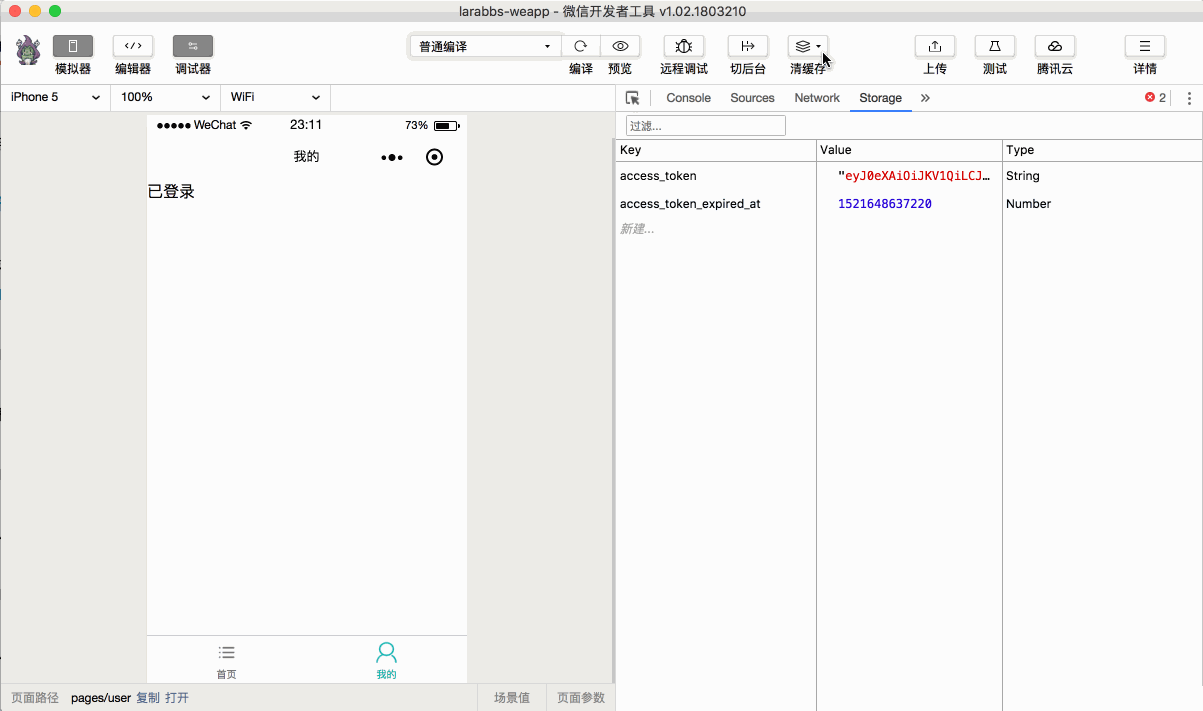 larabbs-weapp - 微信开发者工具 v1.02.1803210
模拟器 编辑器 调试器 普通编译 编译 预览 远程调试 切后台 清缓存 上传 测试 腾讯云 详情
iPhone 5 100% WiFi
Console Sources Network Storage 2
WeChat 23:11 73%
过滤...
我的
Key Value Type
access_token "eyJ0eXAiOiJKV1QiLCJ… String
已登录
access_token_expired_at 1521648637220 Number
新建...
首页 我的
页面路径 pages/user 复制 打开 场景值 页面参数